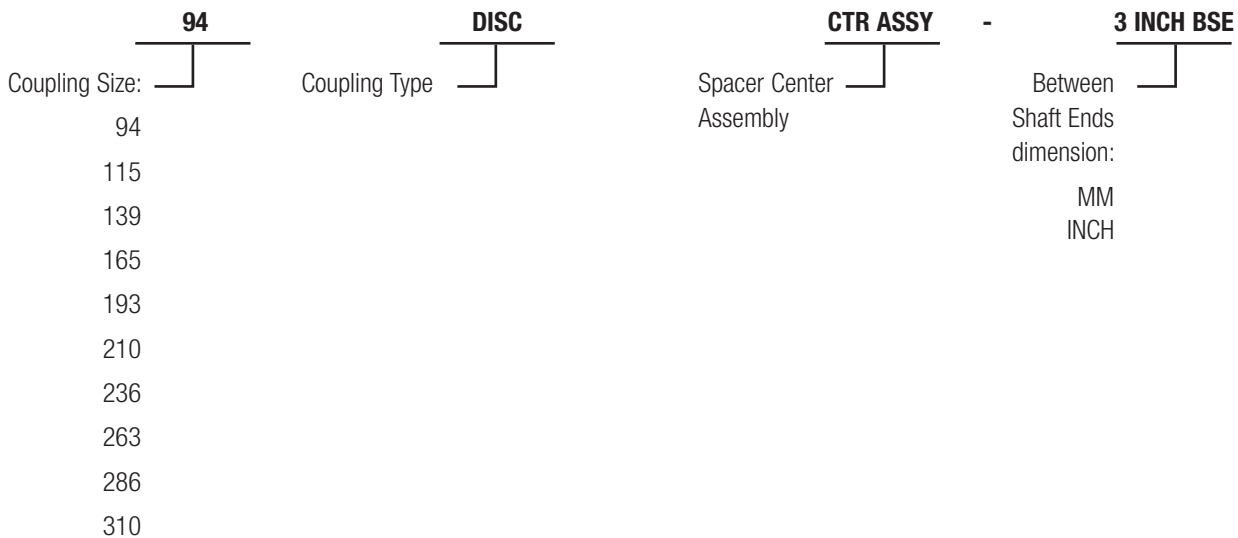 94 DISC CTR ASSY - 3 INCH BSE
Coupling Size: Coupling Type Spacer Center Between
Assembly Shaft Ends
dimension:
94
115
139
165
193
210
236
263
286
310
MM
INCH